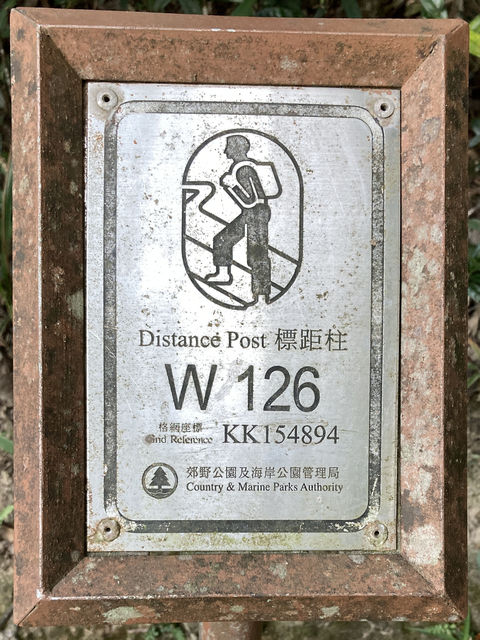 Distance Post 標距柱
W 126
格網座標
Grid Reference KK154894
郊野公園及海岸公園管理局
Country & Marine Parks Authority